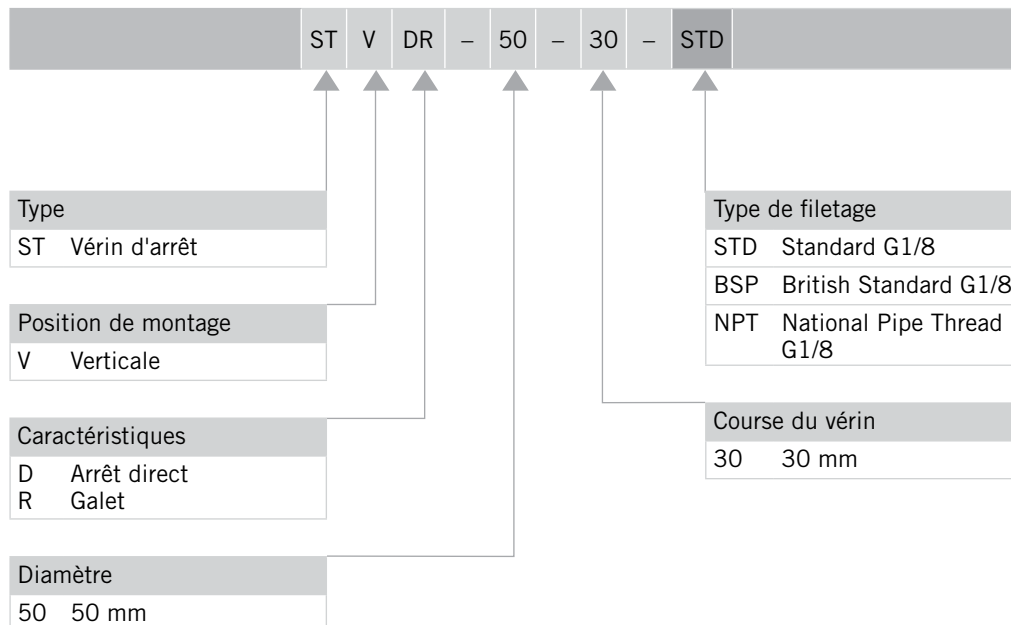 ST V DR – 50 – 30 – STD
Type
ST Vérin d'arrêt
Position de montage
V Verticale
Caractéristiques
D Arrêt direct
R Galet
Diamètre
50 50 mm
Type de filetage
STD Standard G1/8
BSP British Standard G1/8
NPT National Pipe Thread
G1/8
Course du vérin
30 30 mm